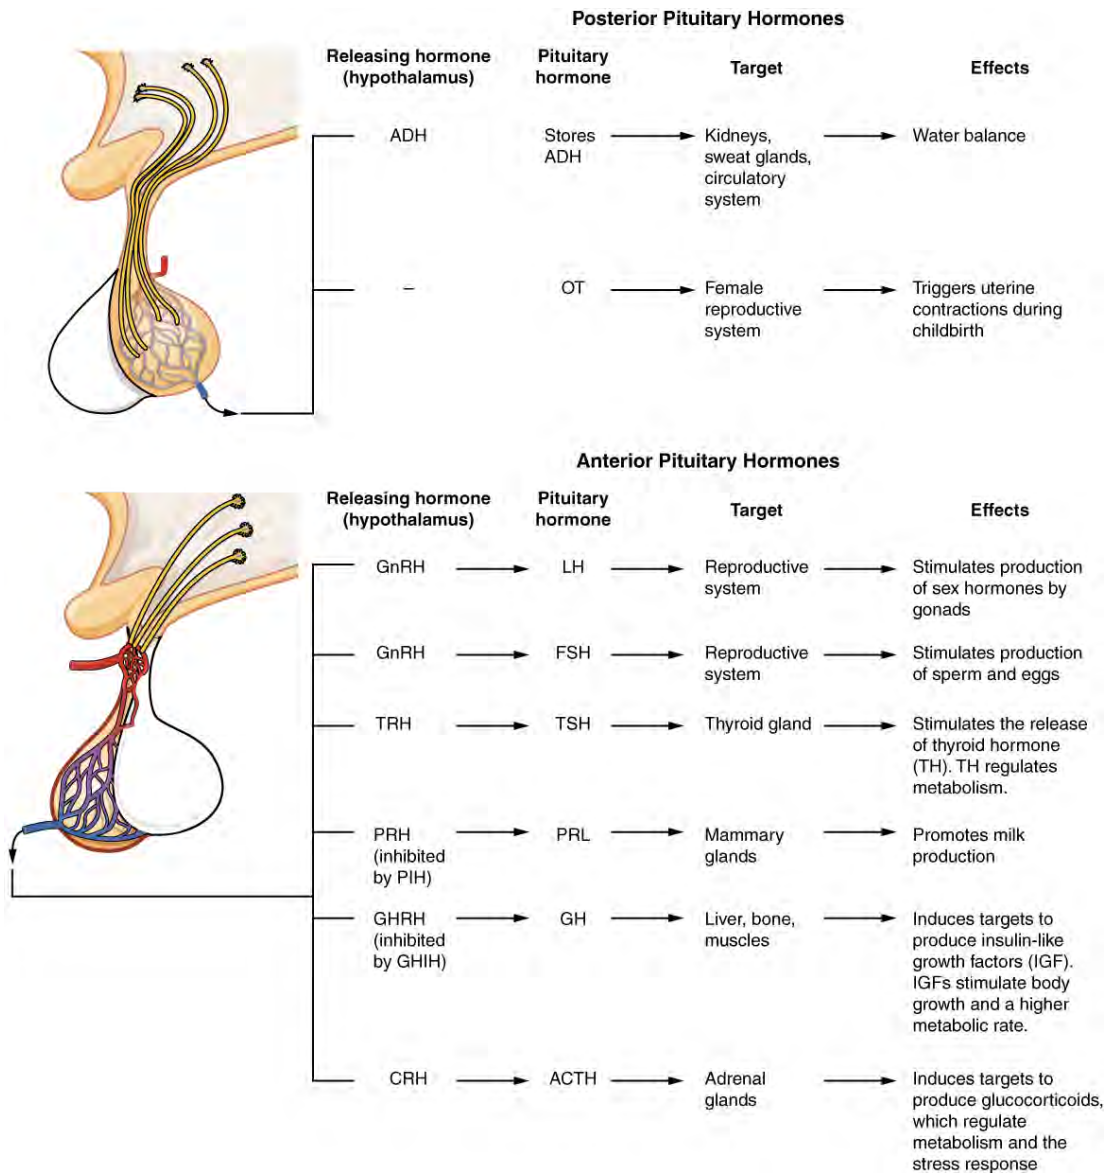 Posterior Pituitary Hormones
Releasing hormone
(hypothalamus)
Pituitary
hormone
Target
Effects
ADH
Stores
ADH
Kidneys,
sweat glands,
circulatory
system
Water balance
–
OT
Female
reproductive
system
Triggers uterine
contractions during
childbirth
Anterior Pituitary Hormones
Releasing hormone
(hypothalamus)
Pituitary
hormone
Target
Effects
GnRH
LH
Reproductive
system
Stimulates production
of sex hormones by
gonads
GnRH
FSH
Reproductive
system
Stimulates production
of sperm and eggs
TRH
TSH
Thyroid gland
Stimulates the release
of thyroid hormone
(TH). TH regulates
metabolism.
PRH
(inhibited
by PIH)
PRL
Mammary
glands
Promotes milk
production
GHRH
(inhibited
by GHIH)
GH
Liver, bone,
muscles
Induces targets to
produce insulin-like
growth factors (IGF).
IGFs stimulate body
growth and a higher
metabolic rate.
CRH
ACTH
Adrenal
glands
Induces targets to
produce glucocorticoids,
which regulate
metabolism and the
stress response